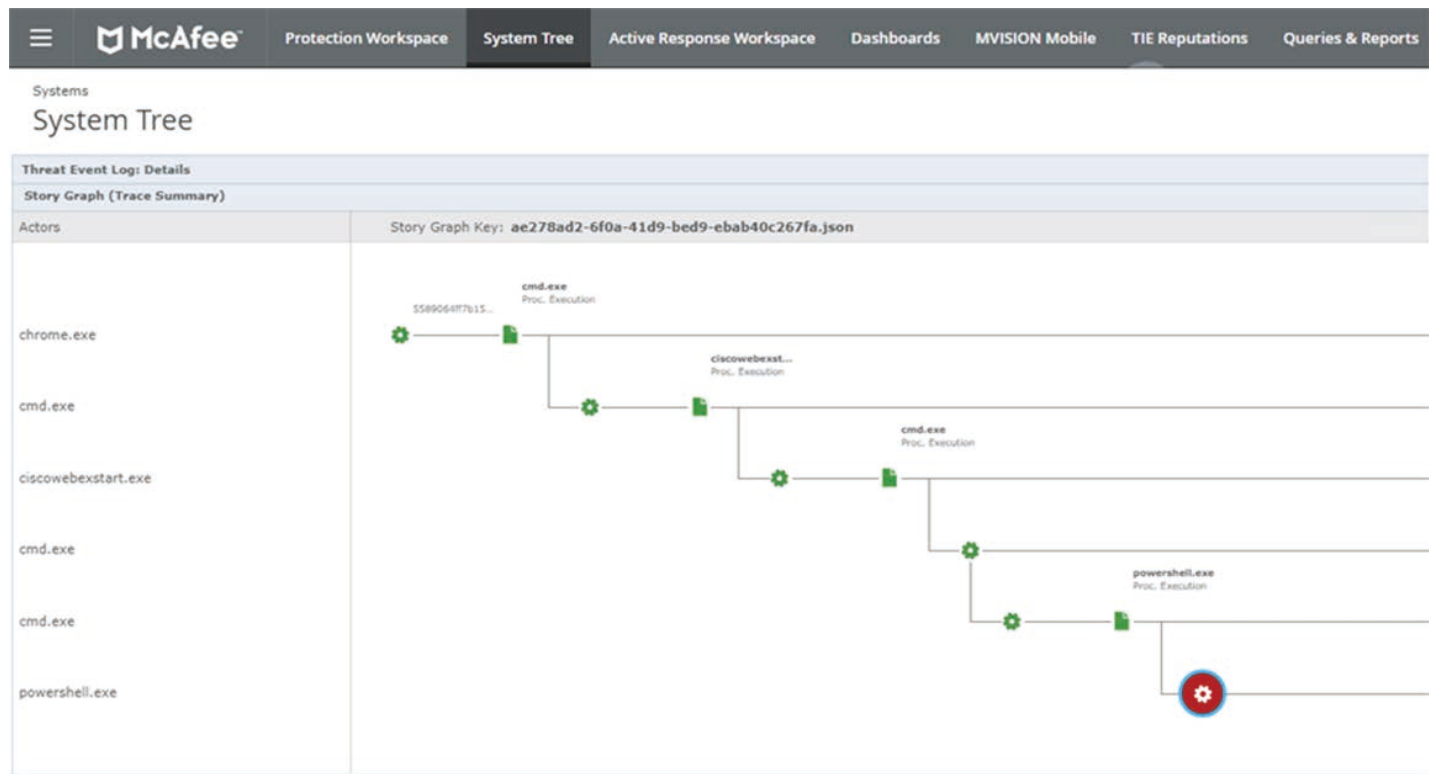 McAfee™ Protection Workspace System Tree Active Response Workspace Dashboards MVISION Mobile TIE Reputations Queries & Reports
Systems
System Tree
Threat Event Log: Details
Story Graph (Trace Summary)
Actors Story Graph Key: ae278ad2-6f0a-41d9-bed9-ebab40c267fa.json
cmd.exe
Proc. Execution
5589064ff7b15...
chrome.exe
ciscowebexst...
Proc. Execution
cmd.exe
cmd.exe
Proc. Execution
ciscowebexstart.exe
cmd.exe
powershell.exe
Proc. Execution
cmd.exe
powershell.exe